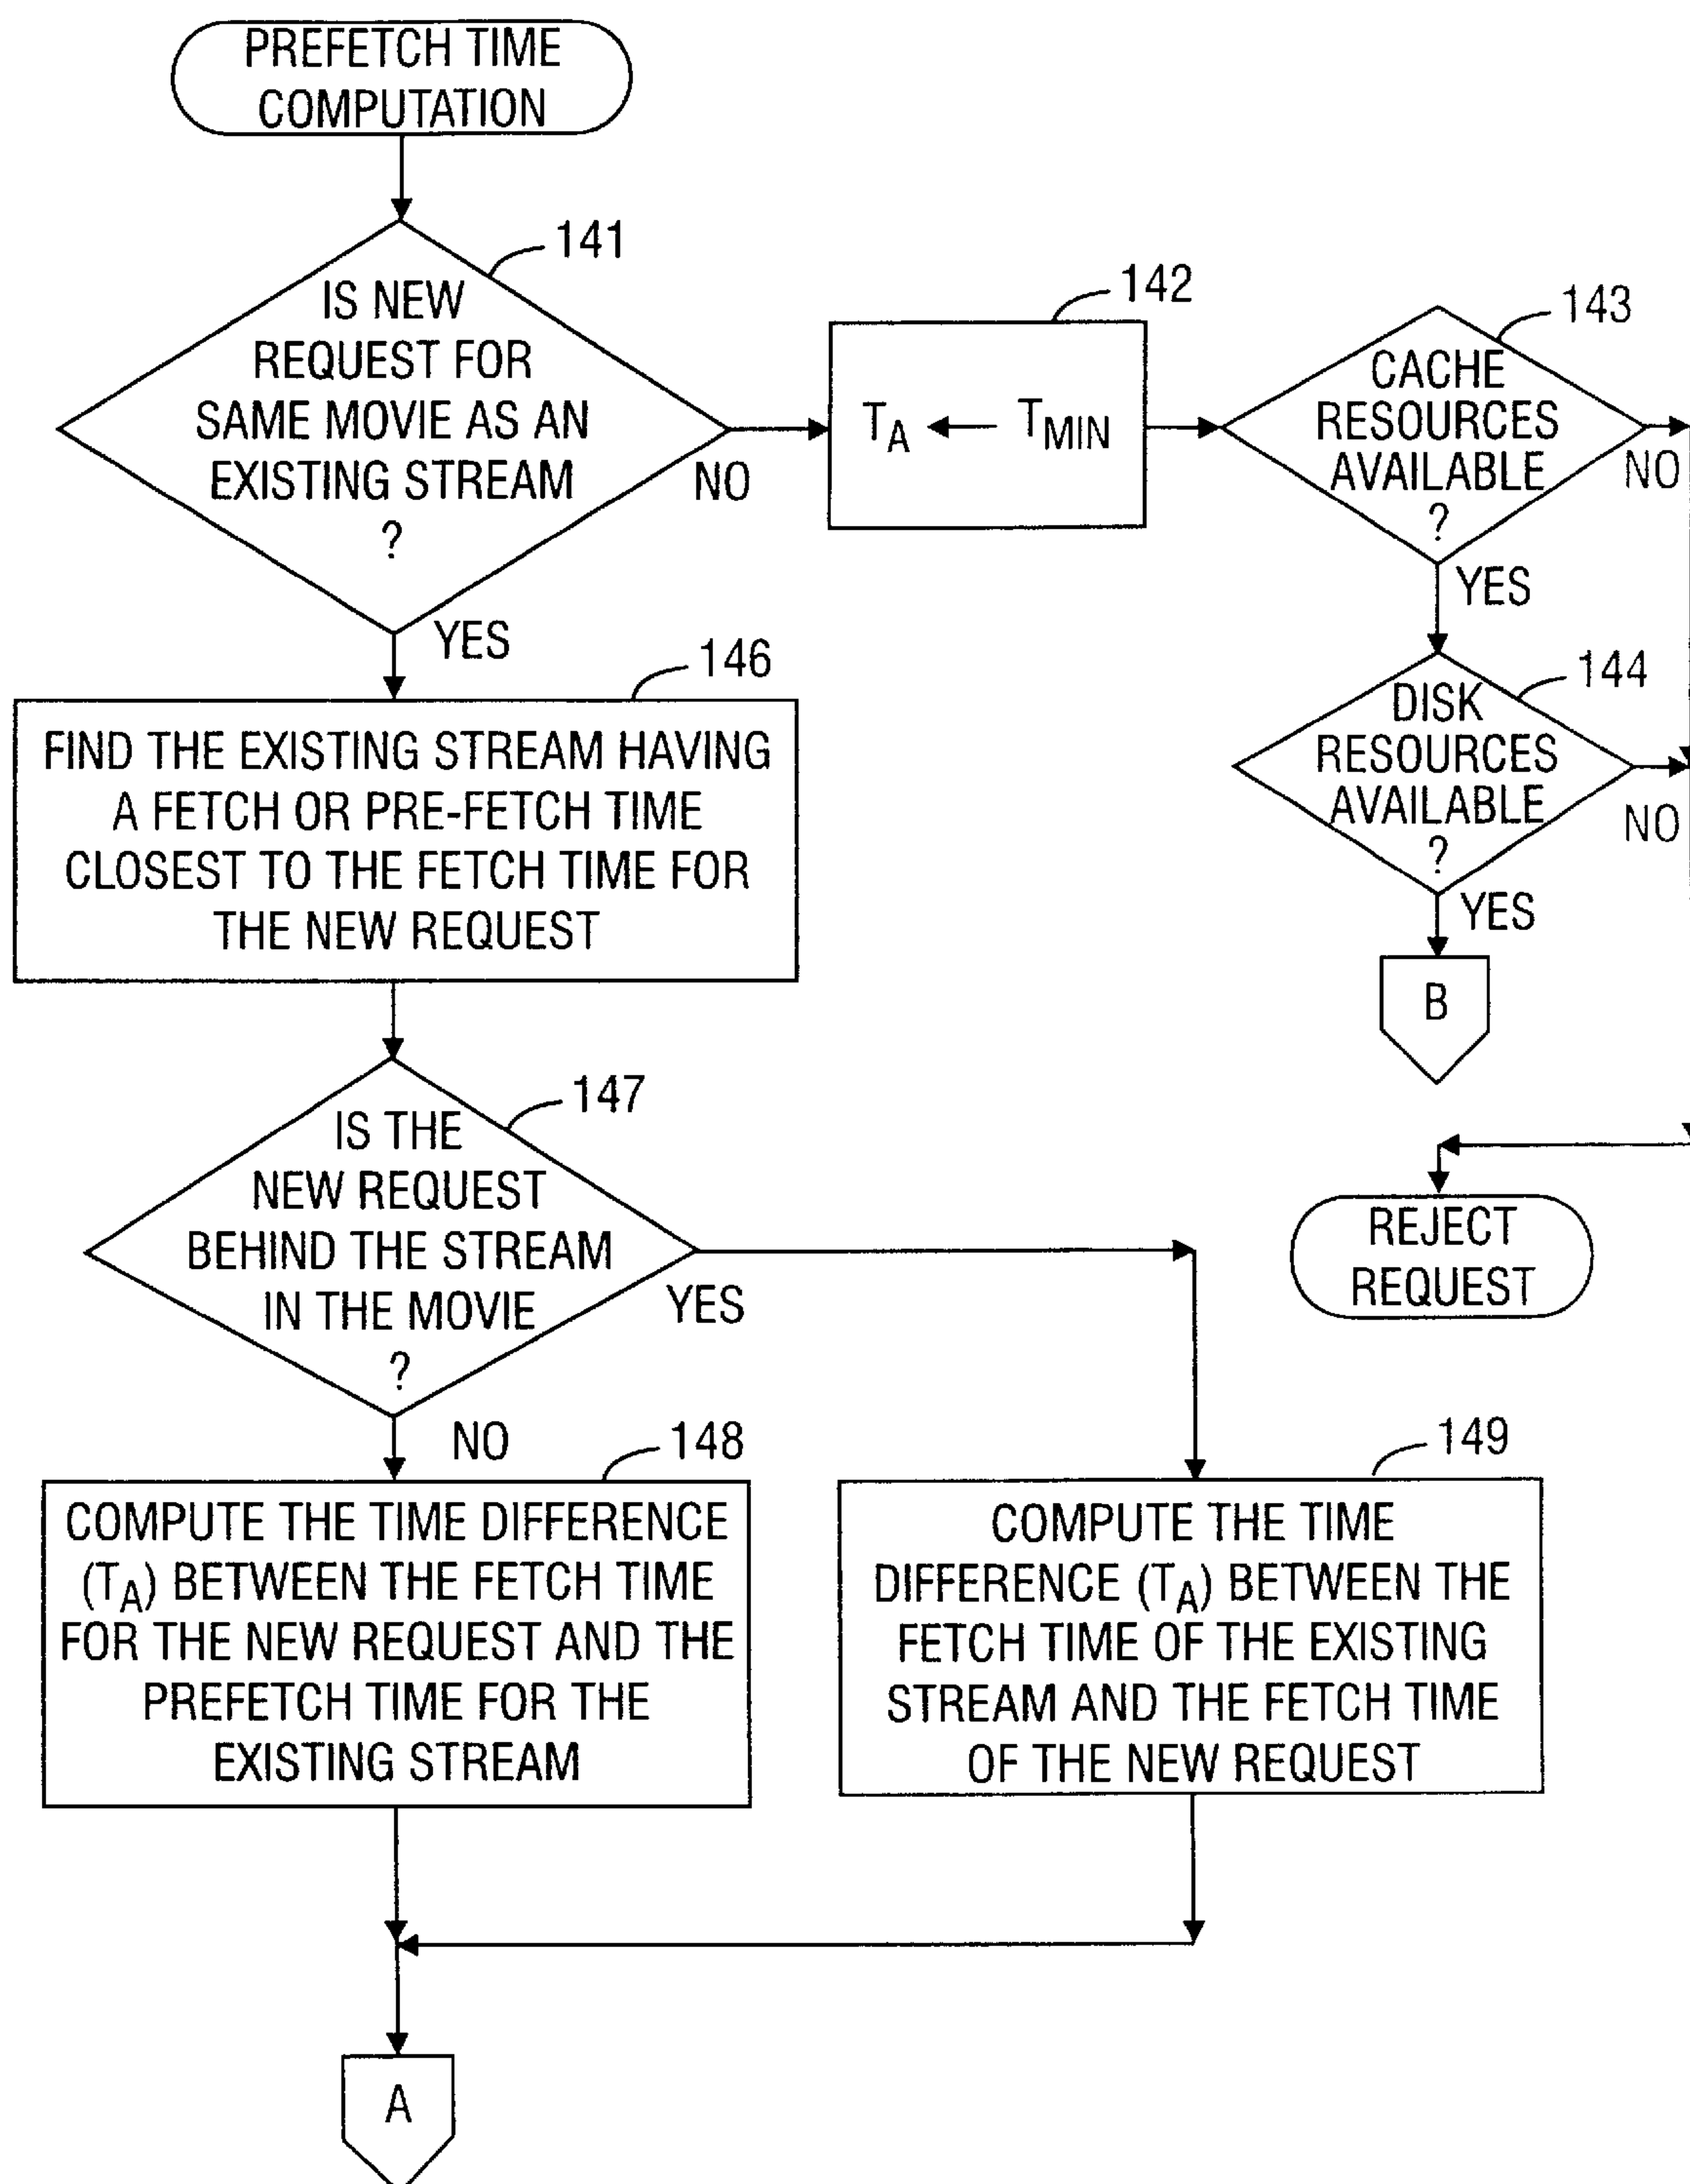 PREFETCH TIME
COMPUTATION
141
IS NEW
REQUEST FOR
SAME MOVIE AS AN
EXISTING STREAM
?
NO
YES
142
T_A ← T_MIN
143
CACHE
RESOURCES
AVAILABLE
?
NO
YES
144
DISK
RESOURCES
AVAILABLE
?
NO
YES
B
REJECT
REQUEST
146
FIND THE EXISTING STREAM HAVING
A FETCH OR PRE-FETCH TIME
CLOSEST TO THE FETCH TIME FOR
THE NEW REQUEST
147
IS THE
NEW REQUEST
BEHIND THE STREAM
IN THE MOVIE
?
YES
NO
148
COMPUTE THE TIME DIFFERENCE
(T_A) BETWEEN THE FETCH TIME
FOR THE NEW REQUEST AND THE
PREFETCH TIME FOR THE
EXISTING STREAM
149
COMPUTE THE TIME
DIFFERENCE (T_A) BETWEEN THE
FETCH TIME OF THE EXISTING
STREAM AND THE FETCH TIME
OF THE NEW REQUEST
A